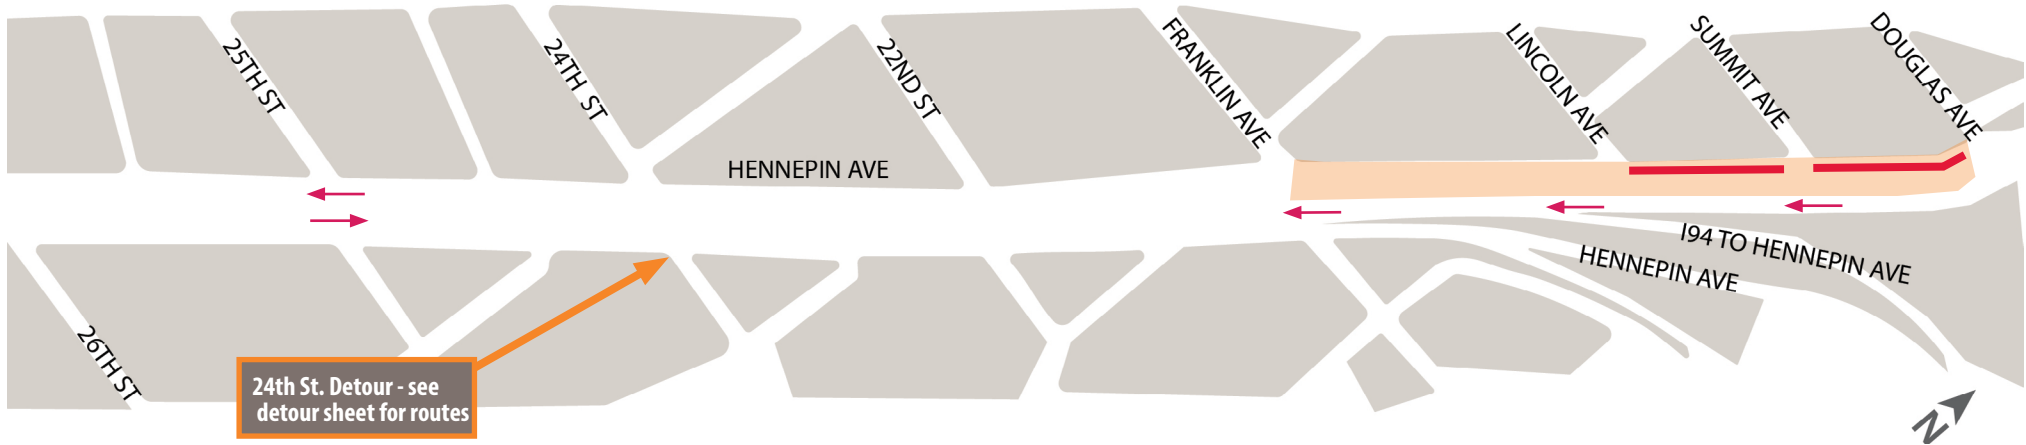 25TH ST
24TH ST
22ND ST
FRANKLIN AVE
LINCOLN AVE
SUMMIT AVE
DOUGLAS AVE
HENNEPIN AVE
I94 TO HENNEPIN AVE
HENNEPIN AVE
26TH ST
24th St. Detour - see
detour sheet for routes
N